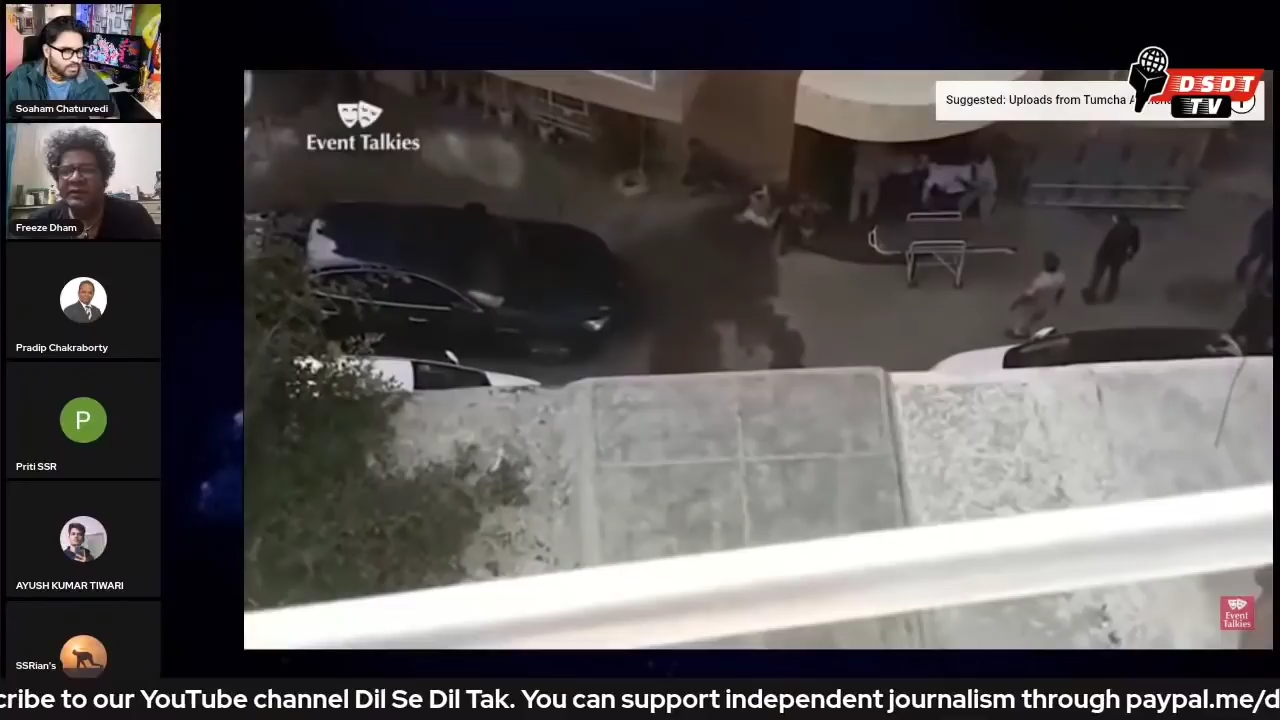 Soaham Chaturvedi
Freeze Dham
Pradip Chakraborty
P
Priti SSR
AYUSH KUMAR TIWARI
SSRian's
Event Talkies
Suggested: Uploads from Tumcha
DSDT
TV
Event
Talkies
cribe to our YouTube channel Dil Se Dil Tak. You can support independent journalism through paypal.me/d